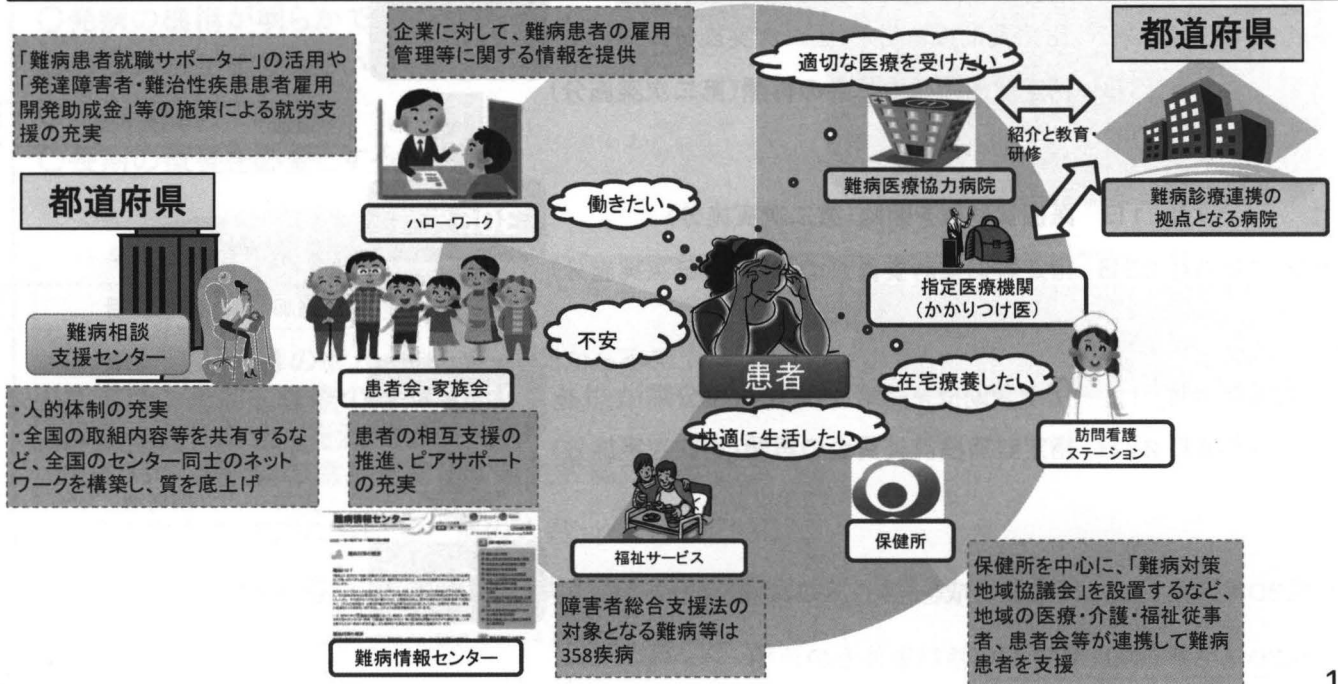 「難病患者就職サポーター」の活用や
「発達障害者・難治性疾患患者雇用
開発助成金」等の施策による就労支
援の充実
企業に対して、難病患者の雇用
管理等に関する情報を提供
適切な医療を受けたい
都道府県
紹介と教育・
研修
難病医療協力病院
難病診療連携の
拠点となる病院
都道府県
ハローワーク
働きたい
指定医療機関
(かかりつけ医)
難病相談
支援センター
不安
患者
在宅療養したい
患者会・家族会
快適に生活したい
訪問看護
ステーション
・人的体制の充実
・全国の取組内容等を共有するな
ど、全国のセンター同士のネット
ワークを構築し、質を底上げ
患者の相互支援の
推進、ピアサポート
の充実
難病情報センター
難病情報センター
福祉サービス
障害者総合支援法の
対象となる難病等は
358疾病
保健所
保健所を中心に、「難病対策
地域協議会」を設置するなど、
地域の医療・介護・福祉従事
者、患者会等が連携して難病
患者を支援
1